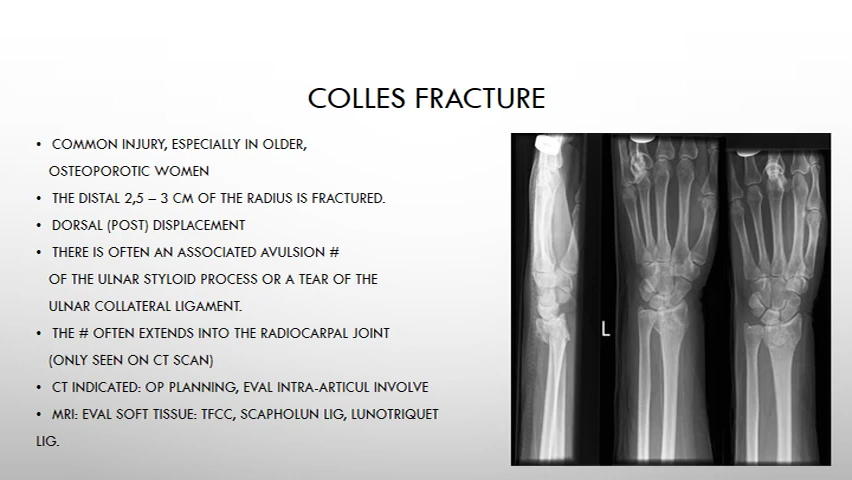 COLLES FRACTURE
• COMMON INJURY, ESPECIALLY IN OLDER,
OSTEOPOROTIC WOMEN
• THE DISTAL 2,5 – 3 CM OF THE RADIUS IS FRACTURED.
• DORSAL (POST) DISPLACEMENT
• THERE IS OFTEN AN ASSOCIATED AVULSION #
OF THE ULNAR STYLOID PROCESS OR A TEAR OF THE
ULNAR COLLATERAL LIGAMENT.
• THE # OFTEN EXTENDS INTO THE RADIOCARPAL JOINT
(ONLY SEEN ON CT SCAN)
• CT INDICATED: OP PLANNING, EVAL INTRA-ARTICUL INVOLVE
• MRI: EVAL SOFT TISSUE: TFCC, SCAPHOLUN LIG, LUNOTRIQUET
LIG.
L